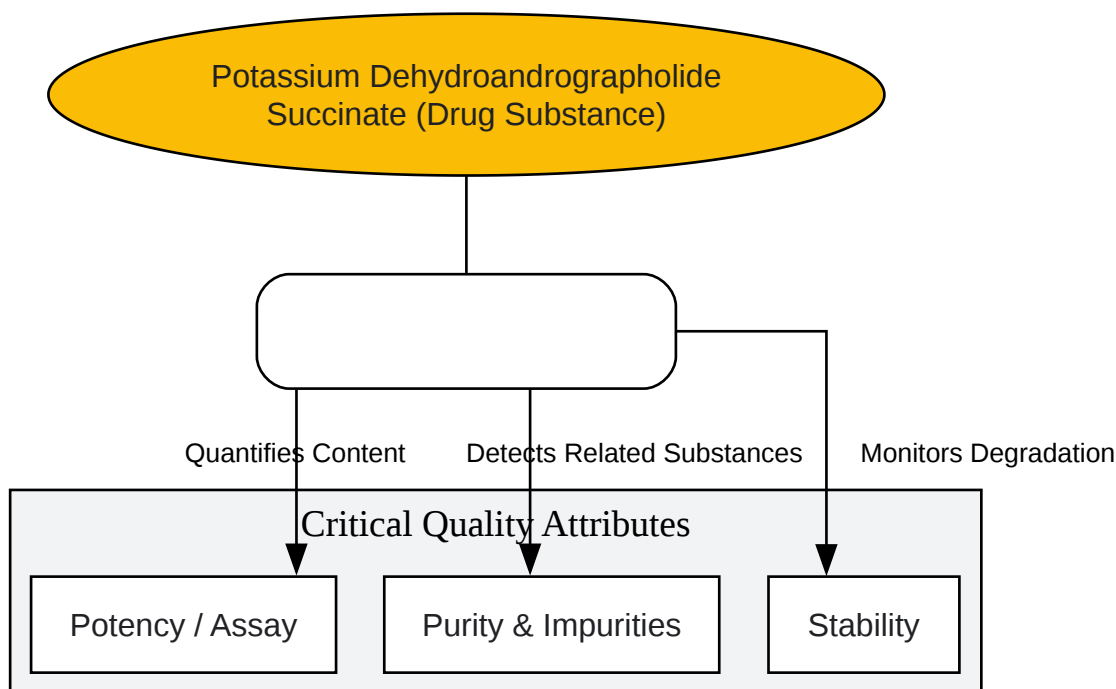 Potassium Dehydroandrographolide
Succinate (Drug Substance)
Quantifies Content
Detects Related Substances
Monitors Degradation
Critical Quality Attributes
Potency / Assay
Purity & Impurities
Stability